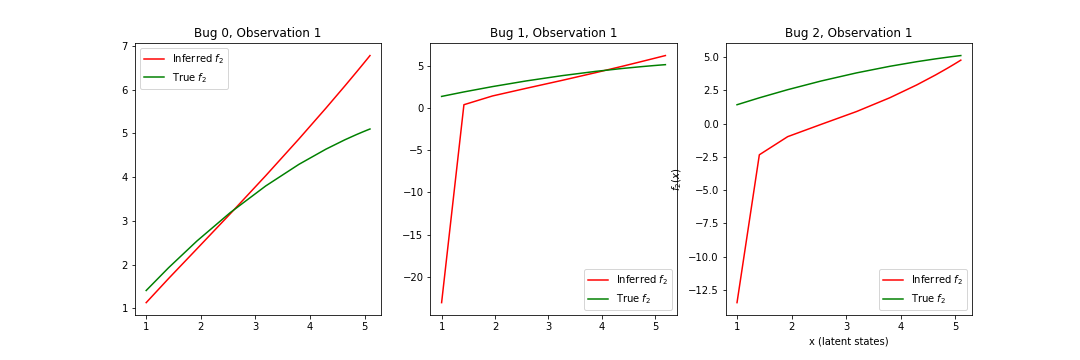 Bug 0, Observation 1
Inferred f₂
True f₂
7
6
5
4
3
2
1
1 2 3 4 5
Bug 1, Observation 1
5
0
−5
−10
−15
−20
Inferred f₂
True f₂
1 2 3 4 5
Bug 2, Observation 1
f₂(x)
5.0
2.5
0.0
−2.5
−5.0
−7.5
−10.0
−12.5
Inferred f₂
True f₂
1 2 3 4 5
x (latent states)